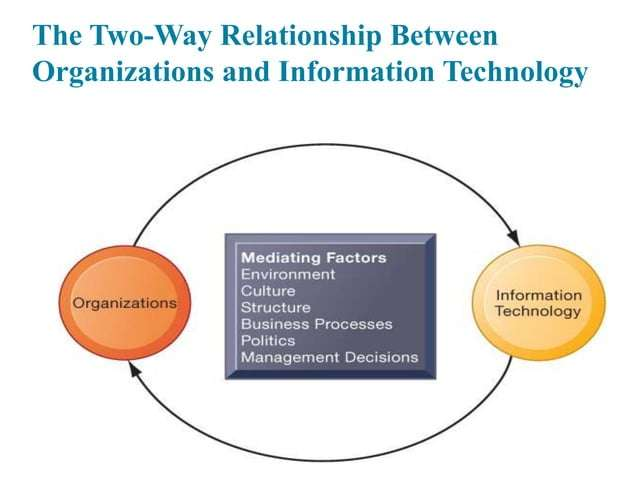 The Two-Way Relationship Between
Organizations and Information Technology
Organizations
Mediating Factors
Environment
Culture
Structure
Business Processes
Politics
Management Decisions
Information
Technology